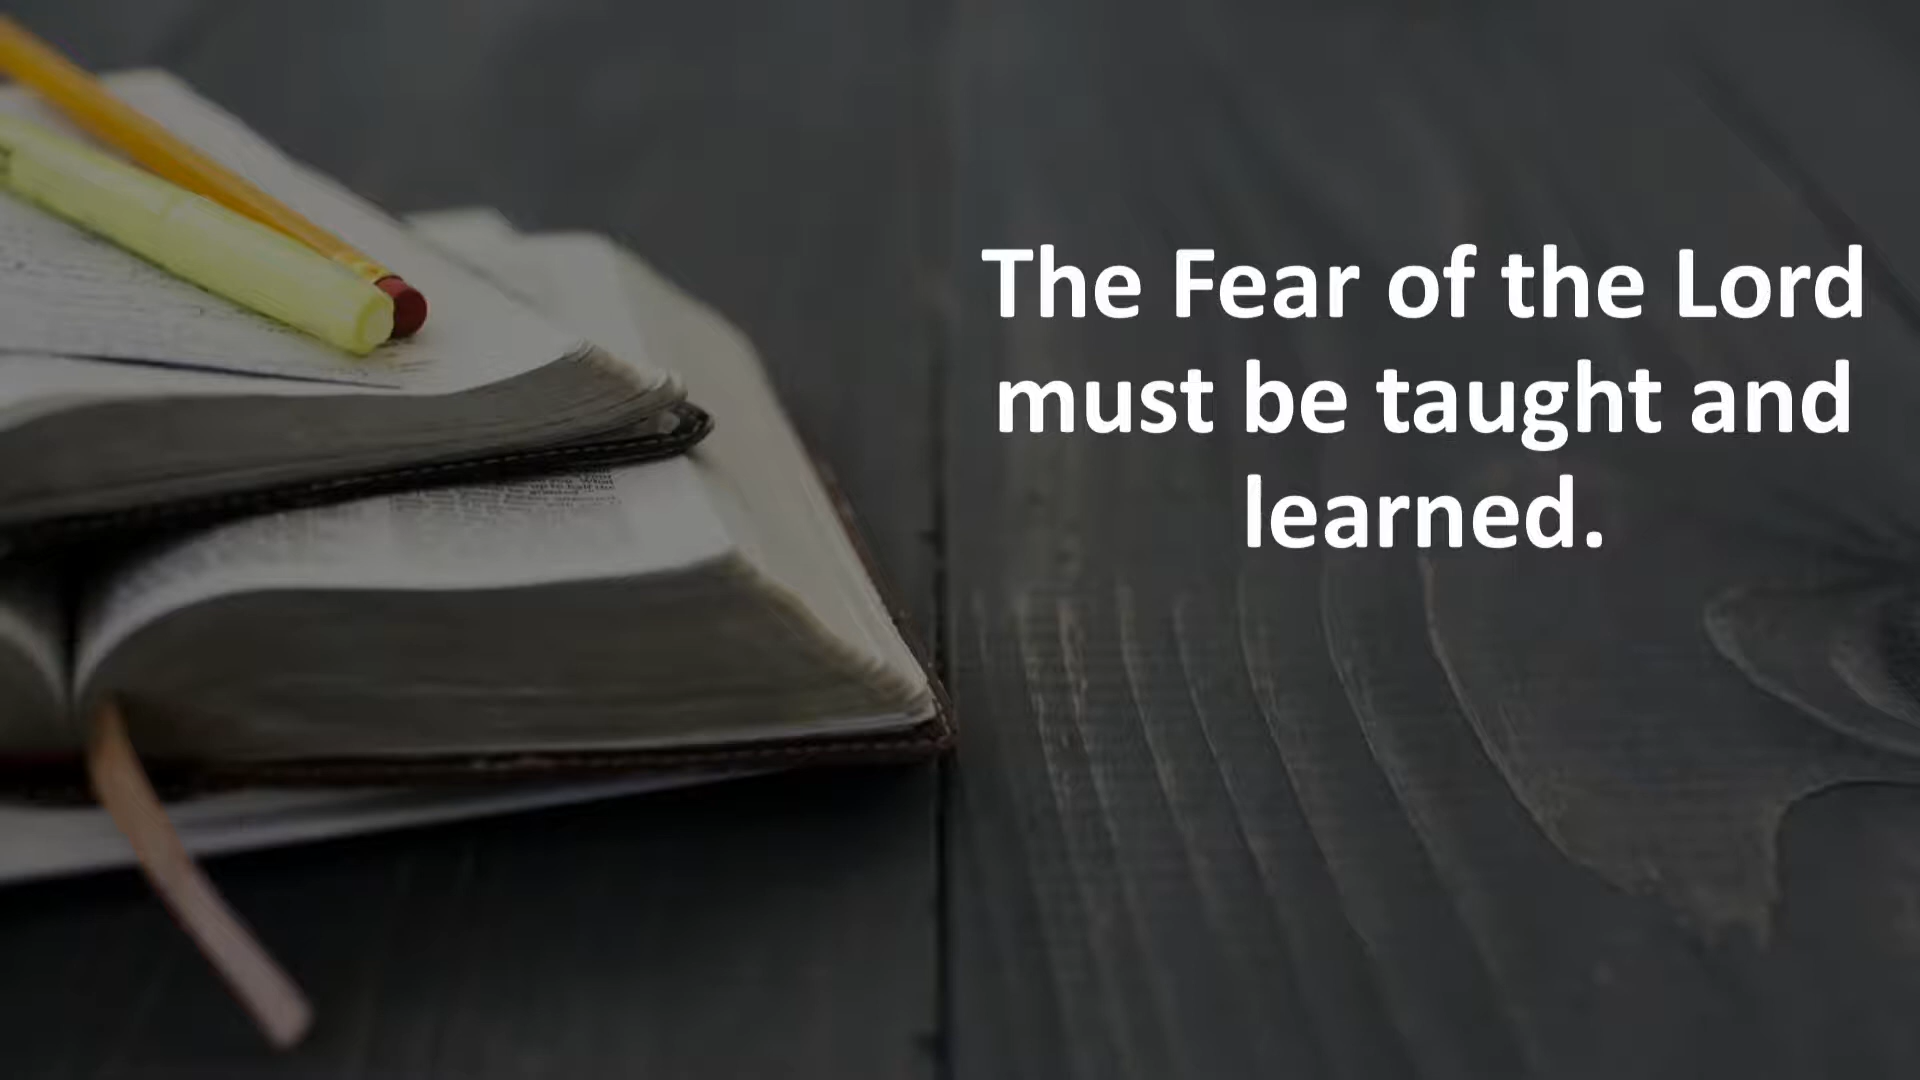 The Fear of the Lord
must be taught and
learned.